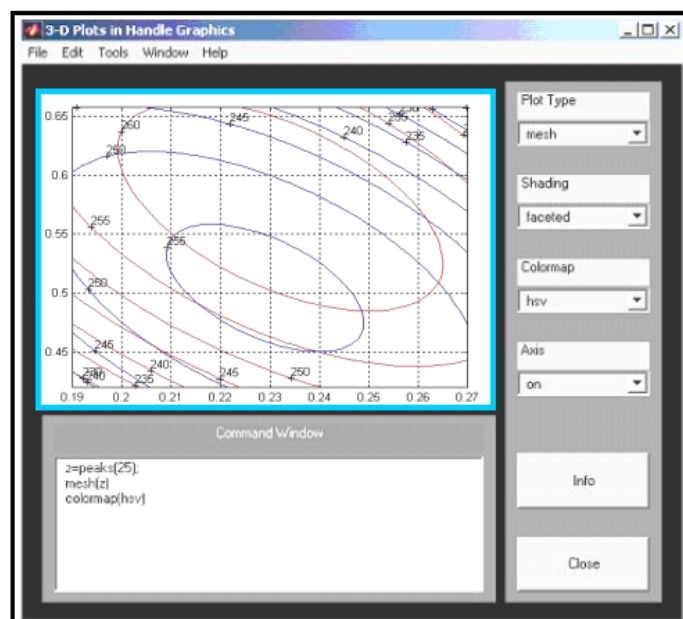 3-D Plots in Handle Graphics
File Edit Tools Window Help
Plot Type
mesh
Shading
faceted
Colormap
hsv
Axis
on
Info
Close
0.65
0.6
0.55
0.5
0.45
0.19 0.2 0.21 0.22 0.23 0.24 0.25 0.26 0.27
260
245
240
235
250
255
255
250
245
240
235
245
250
Command Window
z=peaks(25);
mesh(z)
colormap(hsv)